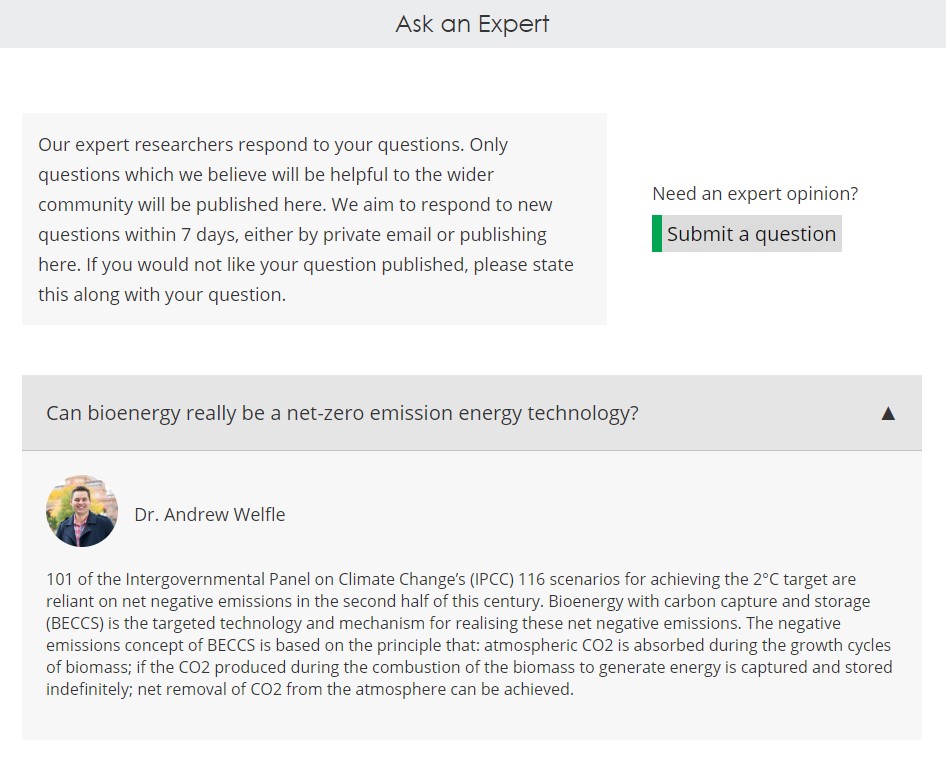 Ask an Expert
Our expert researchers respond to your questions. Only
questions which we believe will be helpful to the wider
community will be published here. We aim to respond to new
questions within 7 days, either by private email or publishing
here. If you would not like your question published, please state
this along with your question.
Need an expert opinion?
Submit a question
Can bioenergy really be a net-zero emission energy technology?
Dr. Andrew Welfle
101 of the Intergovernmental Panel on Climate Change's (IPCC) 116 scenarios for achieving the 2°C target are
reliant on net negative emissions in the second half of this century. Bioenergy with carbon capture and storage
(BECCS) is the targeted technology and mechanism for realising these net negative emissions. The negative
emissions concept of BECCS is based on the principle that: atmospheric CO2 is absorbed during the growth cycles
of biomass; if the CO2 produced during the combustion of the biomass to generate energy is captured and stored
indefinitely; net removal of CO2 from the atmosphere can be achieved.